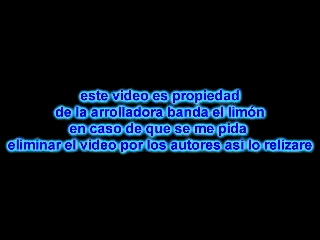 este video es propiedad
de la arrolladora banda el limón
en caso de que se me pida
eliminar el video por los autores asi lo relizare